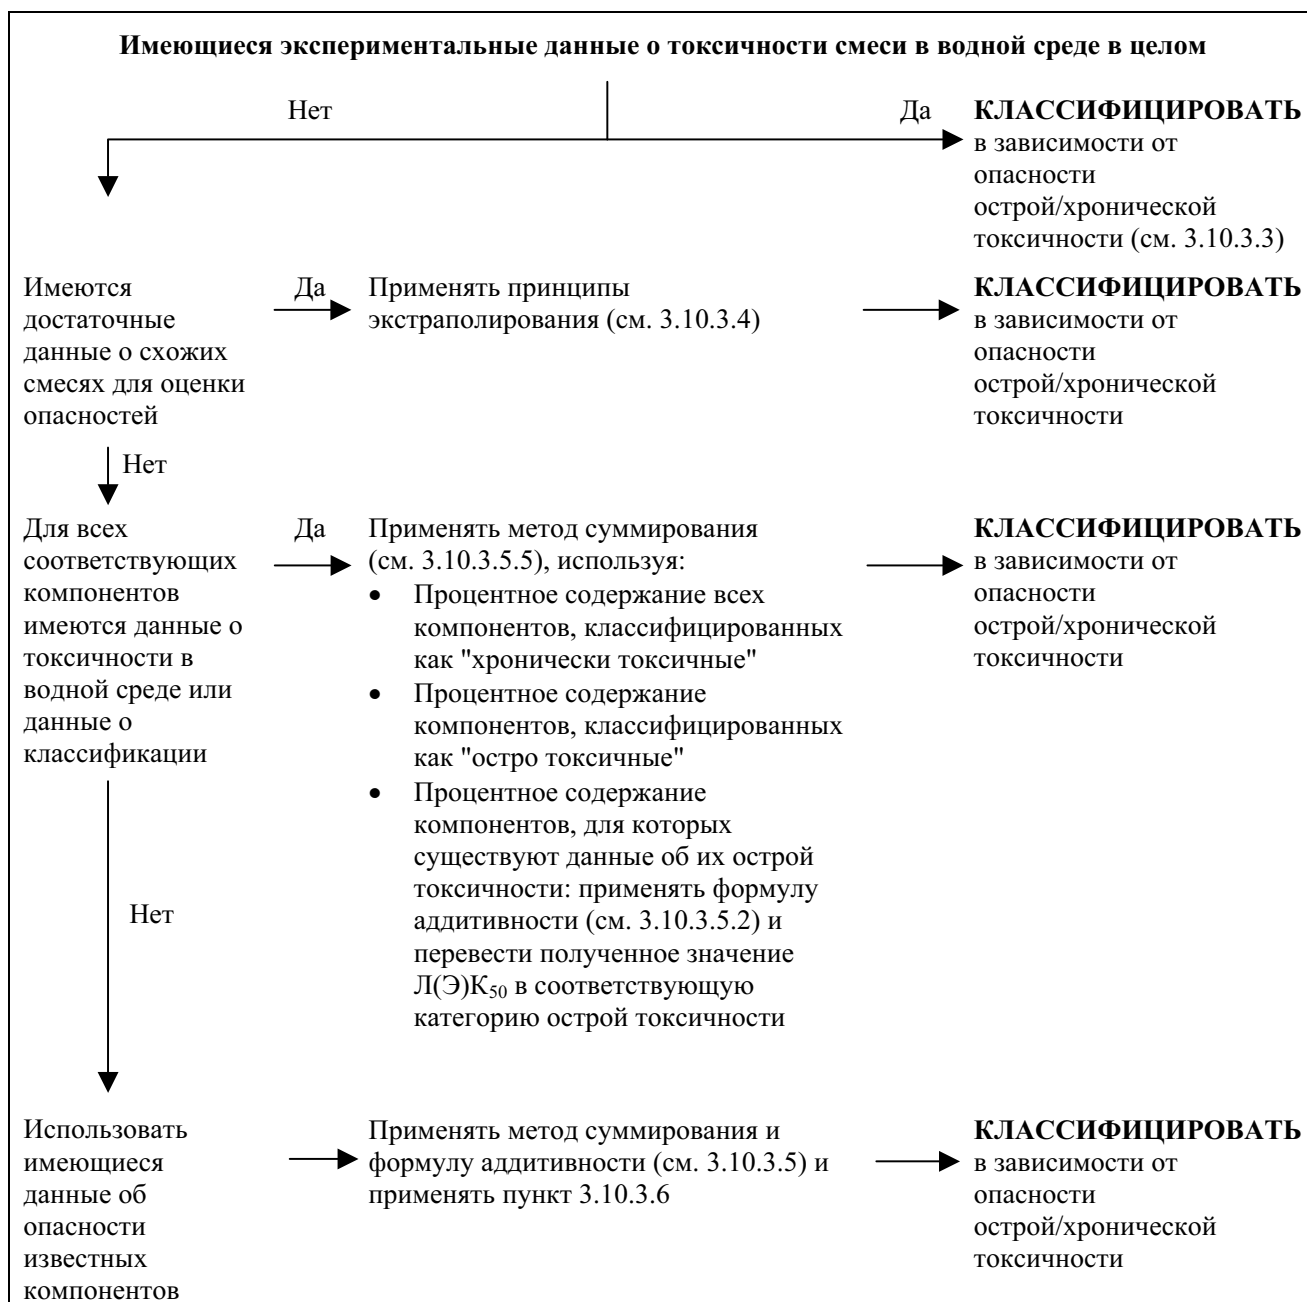 Имеющиеся экспериментальные данные о токсичности смеси в водной среде в целом
Нет
Да
КЛАССИФИЦИРОВАТЬ
в зависимости от
опасности
острой/хронической
токсичности (см. 3.10.3.3)
Имеются
достаточные
данные о схожих
смесях для оценки
опасностей
Да
Применять принципы
экстраполирования (см. 3.10.3.4)
КЛАССИФИЦИРОВАТЬ
в зависимости от
опасности
острой/хронической
токсичности
Нет
Для всех
соответствующих
компонентов
имеются данные о
токсичности в
водной среде или
данные о
классификации
Да
Применять метод суммирования
(см. 3.10.3.5.5), используя:
• Процентное содержание всех
компонентов, классифицированных
как "хронически токсичные"
• Процентное содержание
компонентов, классифицированных
как "остро токсичные"
• Процентное содержание
компонентов, для которых
существуют данные об их острой
токсичности: применять формулу
аддитивности (см. 3.10.3.5.2) и
перевести полученное значение
Л(Э)К₅₀ в соответствующую
категорию острой токсичности
КЛАССИФИЦИРОВАТЬ
в зависимости от
опасности
острой/хронической
токсичности
Нет
Использовать
имеющиеся
данные об
опасности
известных
компонентов
Применять метод суммирования и
формулу аддитивности (см. 3.10.3.5) и
применять пункт 3.10.3.6
КЛАССИФИЦИРОВАТЬ
в зависимости от
опасности
острой/хронической
токсичности